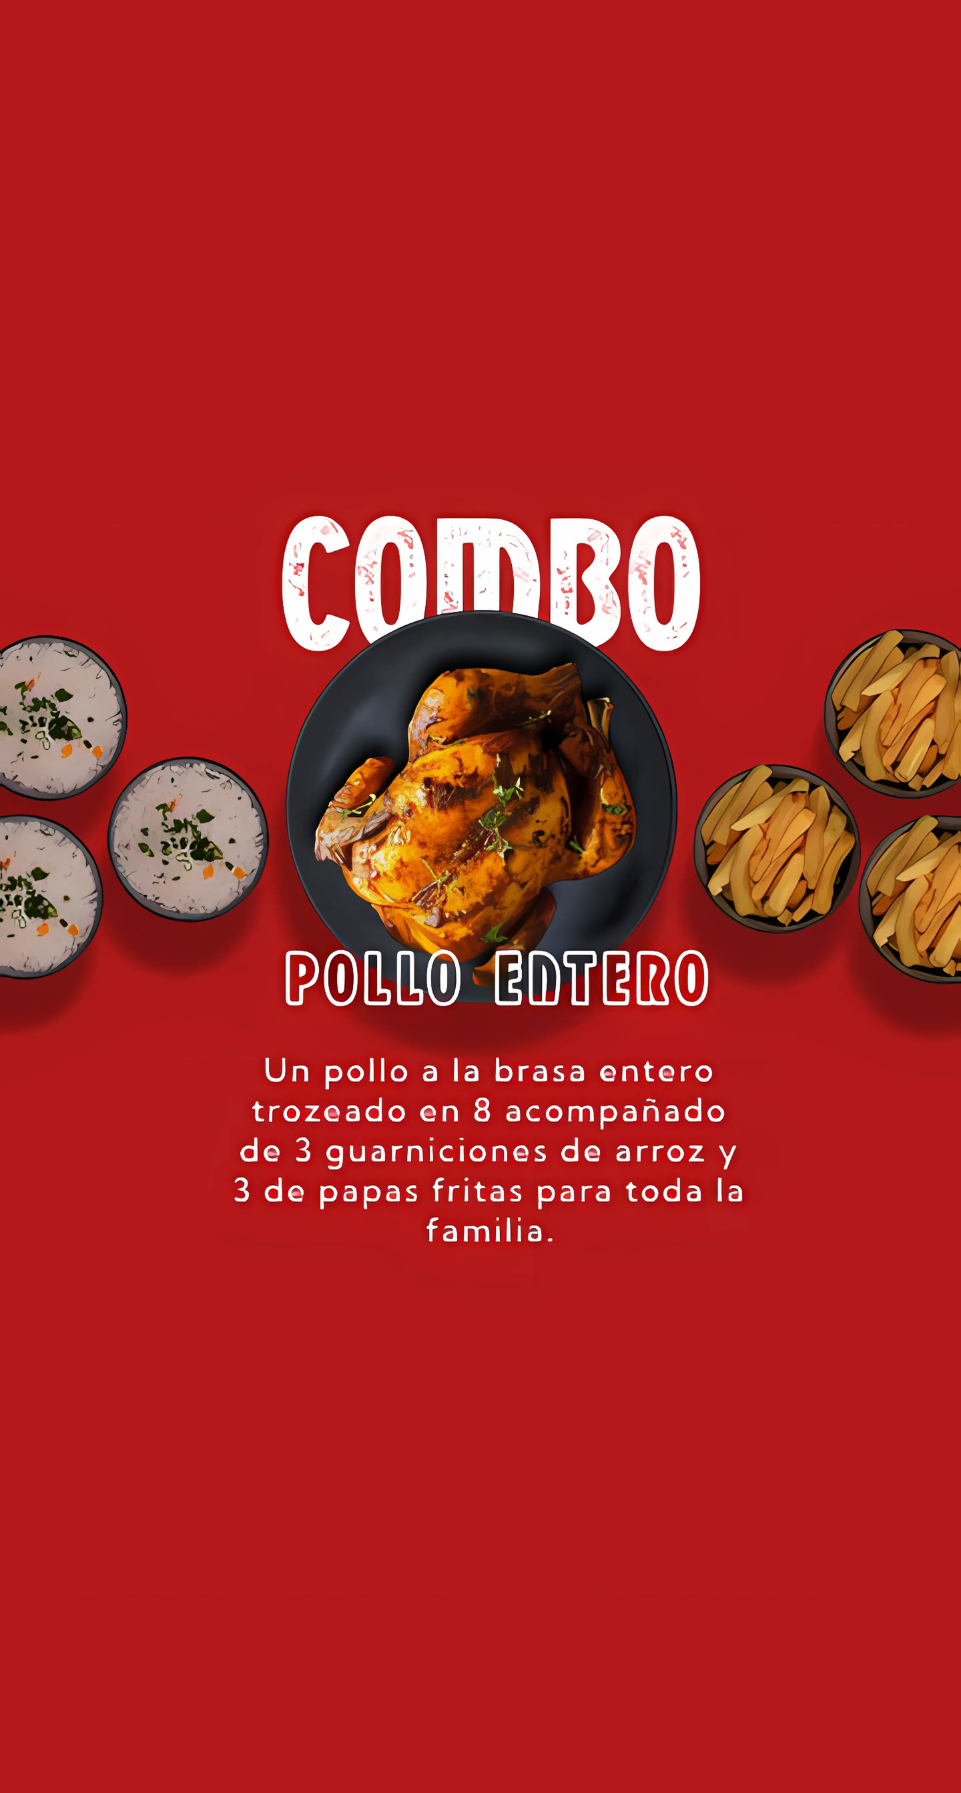 COMBO
POLLO ENTERO
Un pollo a la brasa entero
trozeado en 8 acompañado
de 3 guarniciones de arroz y
3 de papas fritas para toda la
familia.